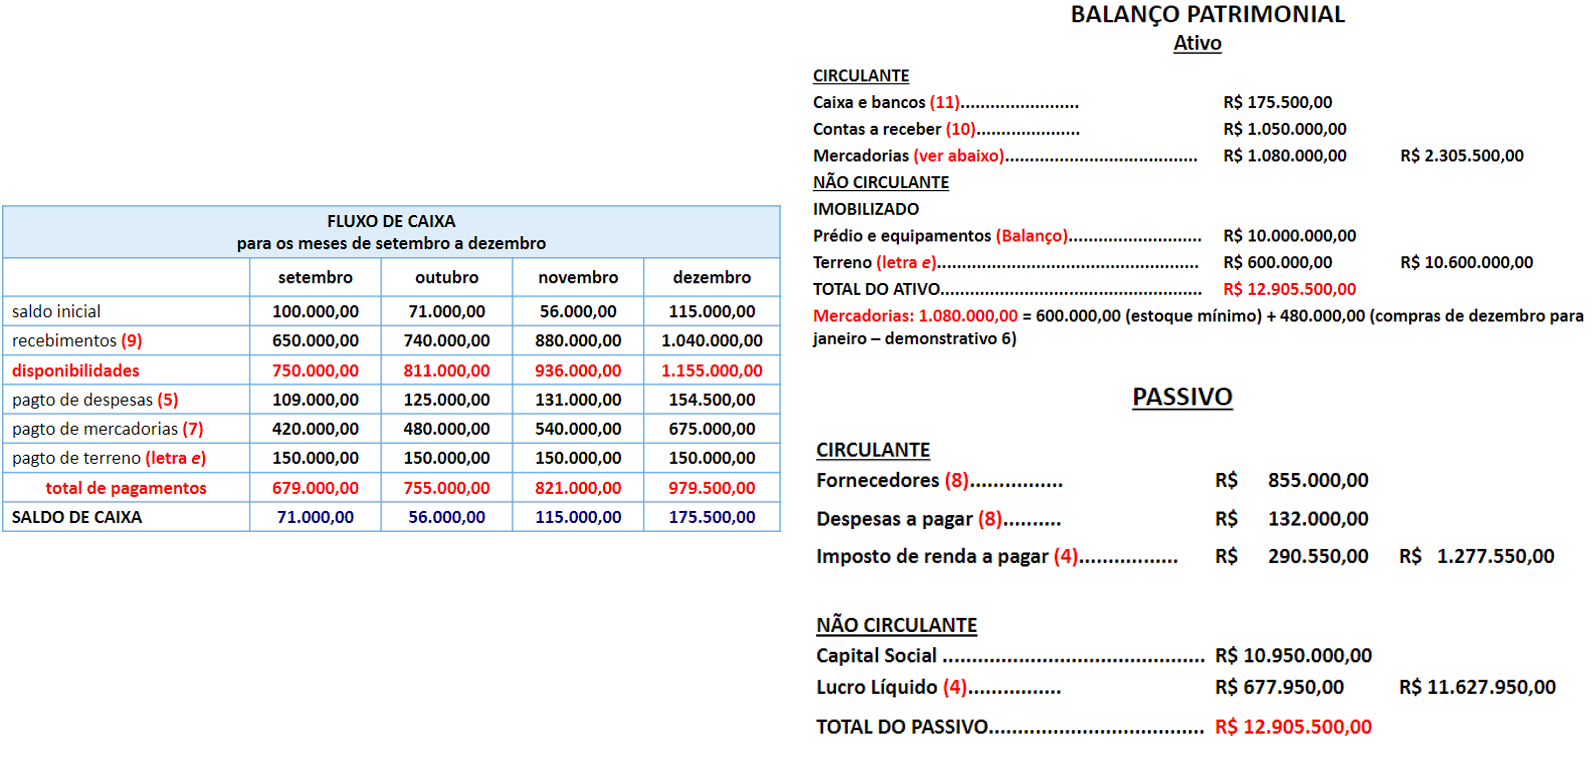 FLUXO DE CAIXA
para os meses de setembro a dezembro
setembro outubro novembro dezembro
saldo inicial 100.000,00 71.000,00 56.000,00 115.000,00
recebimentos (9) 650.000,00 740.000,00 880.000,00 1.040.000,00
disponibilidades 750.000,00 811.000,00 936.000,00 1.155.000,00
pagto de despesas (5) 109.000,00 125.000,00 131.000,00 154.500,00
pagto de mercadorias (7) 420.000,00 480.000,00 540.000,00 675.000,00
pagto de terreno (letra e) 150.000,00 150.000,00 150.000,00 150.000,00
total de pagamentos 679.000,00 755.000,00 821.000,00 979.500,00
SALDO DE CAIXA 71.000,00 56.000,00 115.000,00 175.500,00
BALANÇO PATRIMONIAL
Ativo
CIRCULANTE
Caixa e bancos (11)........................ R$ 175.500,00
Contas a receber (10)..................... R$ 1.050.000,00
Mercadorias (ver abaixo)....................................... R$ 1.080.000,00 R$ 2.305.500,00
NÃO CIRCULANTE
IMOBILIZADO
Prédio e equipamentos (Balanço)........................... R$ 10.000.000,00
Terreno (letra e)..................................................... R$ 600.000,00 R$ 10.600.000,00
TOTAL DO ATIVO..................................................... R$ 12.905.500,00
Mercadorias: 1.080.000,00 = 600.000,00 (estoque mínimo) + 480.000,00 (compras de dezembro para
janeiro – demonstrativo 6)
PASSIVO
CIRCULANTE
Fornecedores (8)................ R$ 855.000,00
Despesas a pagar (8).......... R$ 132.000,00
Imposto de renda a pagar (4)................. R$ 290.550,00 R$ 1.277.550,00
NÃO CIRCULANTE
Capital Social ............................................ R$ 10.950.000,00
Lucro Líquido (4)................ R$ 677.950,00 R$ 11.627.950,00
TOTAL DO PASSIVO.................................... R$ 12.905.500,00